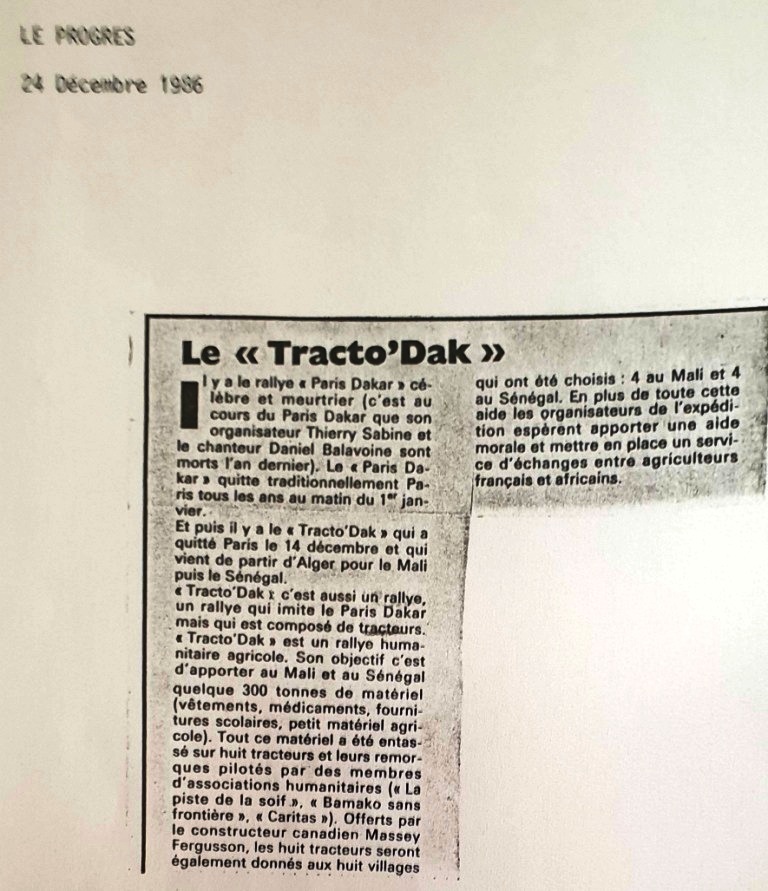 LE PROGRES
24 Décembre 1986
Le « Tracto'Dak »
Il y a le rallye « Paris Dakar » cé-
lèbre et meurtrier (c'est au
cours du Paris Dakar que son
organisateur Thierry Sabine et
le chanteur Daniel Balavoine sont
morts l'an dernier). Le « Paris Da-
kar » quitte traditionnellement Pa-
ris tous les ans au matin du 1er jan-
vier.
Et puis il y a le « Tracto'Dak » qui a
quitté Paris le 14 décembre et qui
vient de partir d'Alger pour le Mali
puis le Sénégal.
« Tracto'Dak » c'est aussi un rallye,
un rallye qui imite le Paris Dakar
mais qui est composé de tracteurs.
« Tracto'Dak » est un rallye huma-
nitaire agricole. Son objectif c'est
d'apporter au Mali et au Sénégal
quelque 300 tonnes de matériel
(vêtements, médicaments, fourni-
tures scolaires, petit matériel agri-
cole). Tout ce matériel a été entas-
sé sur huit tracteurs et leurs remor-
ques pilotés par des membres
d'associations humanitaires (« La
piste de la soif », « Bamako sans
frontière », « Caritas »). Offerts par
le constructeur canadien Massey
Fergusson, les huit tracteurs seront
également donnés aux huit villages
qui ont été choisis : 4 au Mali et 4
au Sénégal. En plus de toute cette
aide les organisateurs de l'expédi-
tion espèrent apporter une aide
morale et mettre en place un servi-
ce d'échanges entre agriculteurs
français et africains.